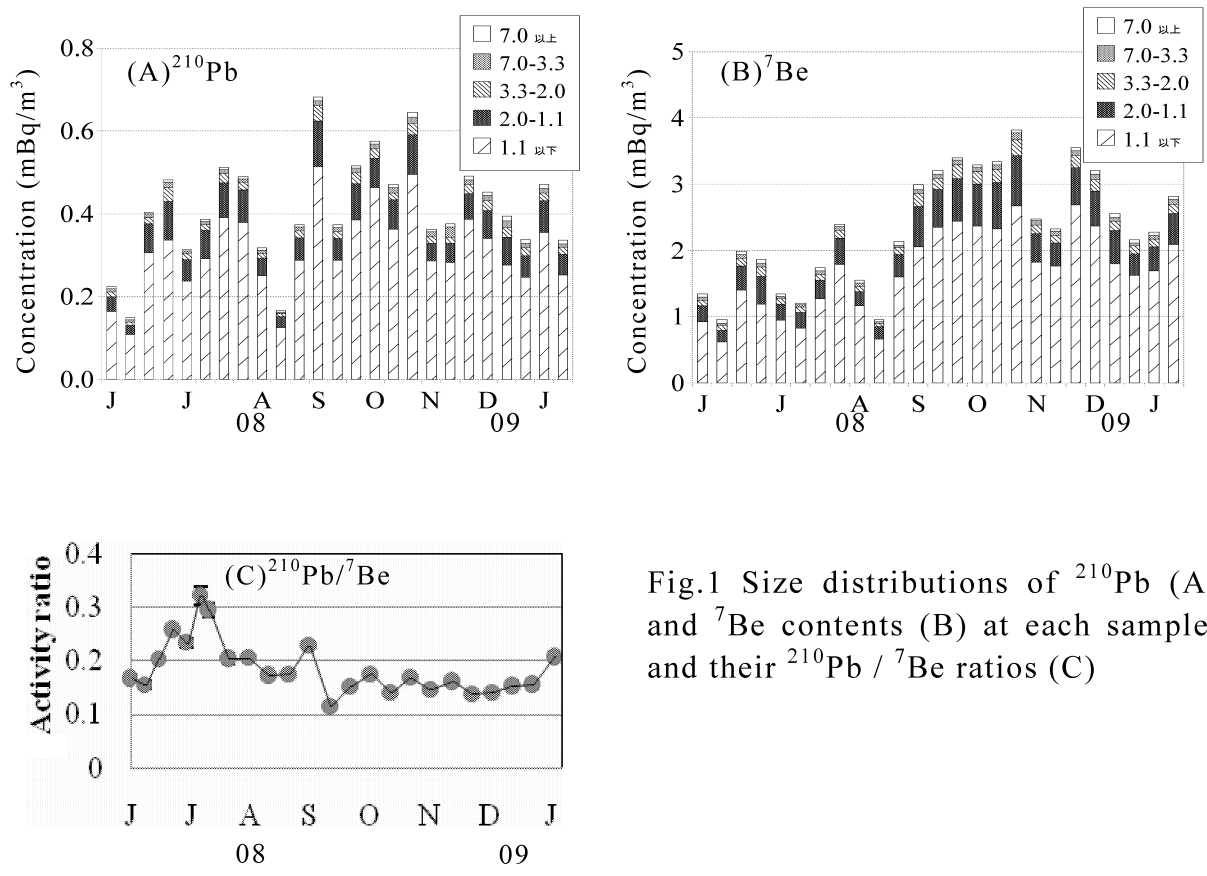 7.0 以上
7.0-3.3
3.3-2.0
2.0-1.1
1.1 以下
(A)²¹⁰Pb
Concentration (mBq/m³)
0.8
0.6
0.4
0.2
0.0
J J A S O N D J
08 09
7.0 以上
7.0-3.3
3.3-2.0
2.0-1.1
1.1 以下
(B)⁷Be
Concentration (mBq/m³)
5
4
3
2
1
0
J J A S O N D J
08 09
(C)²¹⁰Pb/⁷Be
Activity ratio
0.4
0.3
0.2
0.1
0
J J A S O N D J
08 09
Fig.1 Size distributions of ²¹⁰Pb (A
and ⁷Be contents (B) at each sample
and their ²¹⁰Pb / ⁷Be ratios (C)